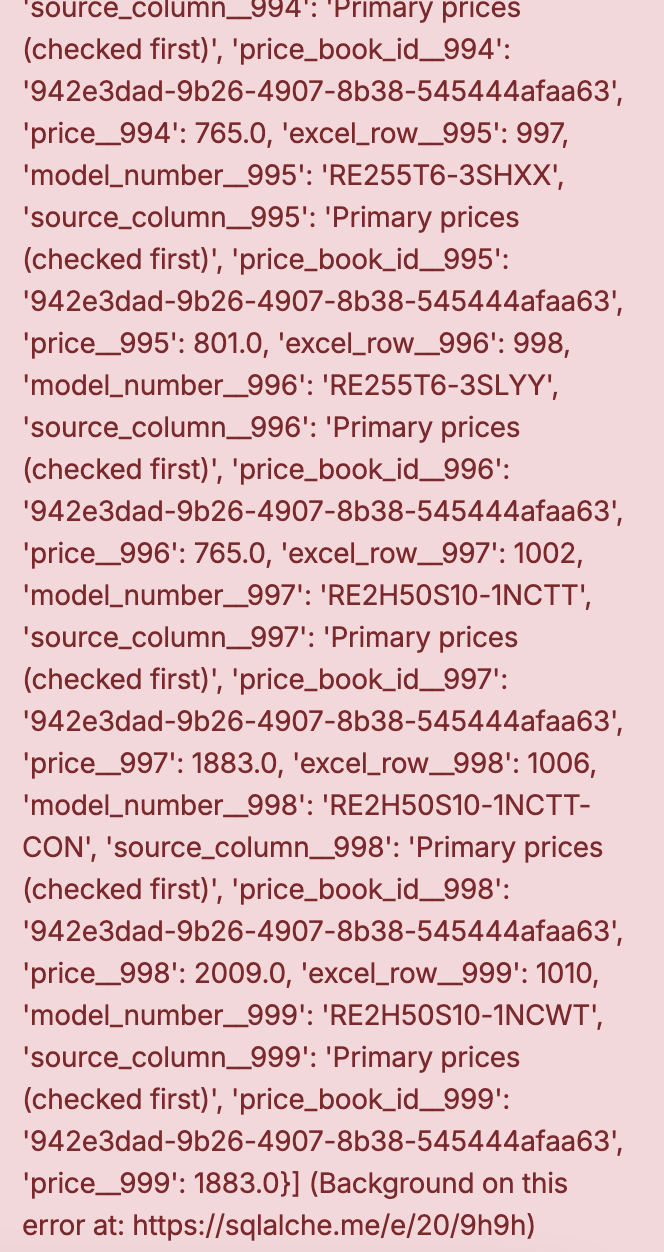 'source_column__994': 'Primary prices
(checked first)', 'price_book_id__994':
'942e3dad-9b26-4907-8b38-545444afaa63',
'price__994': 765.0, 'excel_row__995': 997,
'model_number__995': 'RE255T6-3SHXX',
'source_column__995': 'Primary prices
(checked first)', 'price_book_id__995':
'942e3dad-9b26-4907-8b38-545444afaa63',
'price__995': 801.0, 'excel_row__996': 998,
'model_number__996': 'RE255T6-3SLYY',
'source_column__996': 'Primary prices
(checked first)', 'price_book_id__996':
'942e3dad-9b26-4907-8b38-545444afaa63',
'price__996': 765.0, 'excel_row__997': 1002,
'model_number__997': 'RE2H50S10-1NCTT',
'source_column__997': 'Primary prices
(checked first)', 'price_book_id__997':
'942e3dad-9b26-4907-8b38-545444afaa63',
'price__997': 1883.0, 'excel_row__998': 1006,
'model_number__998': 'RE2H50S10-1NCTT-
CON', 'source_column__998': 'Primary prices
(checked first)', 'price_book_id__998':
'942e3dad-9b26-4907-8b38-545444afaa63',
'price__998': 2009.0, 'excel_row__999': 1010,
'model_number__999': 'RE2H50S10-1NCWT',
'source_column__999': 'Primary prices
(checked first)', 'price_book_id__999':
'942e3dad-9b26-4907-8b38-545444afaa63',
'price__999': 1883.0}] (Background on this
error at: https://sqlalche.me/e/20/9h9h)